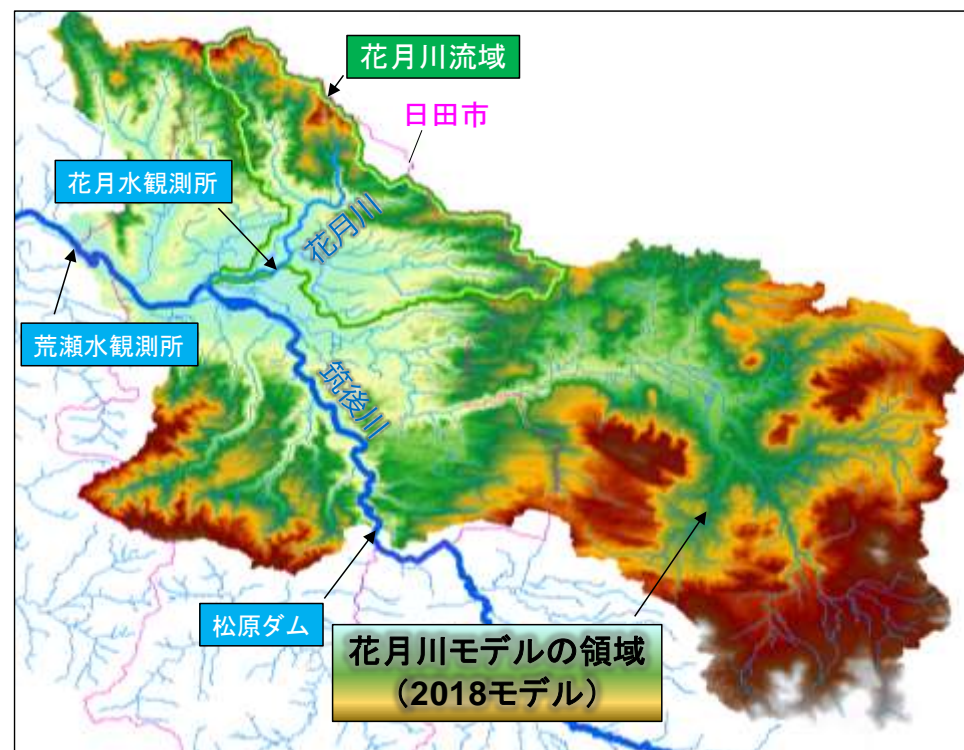 花月川流域
日田市
花月水観測所
花月川
荒瀬水観測所
筑後川
松原ダム
花月川モデルの領域
（2018モデル）